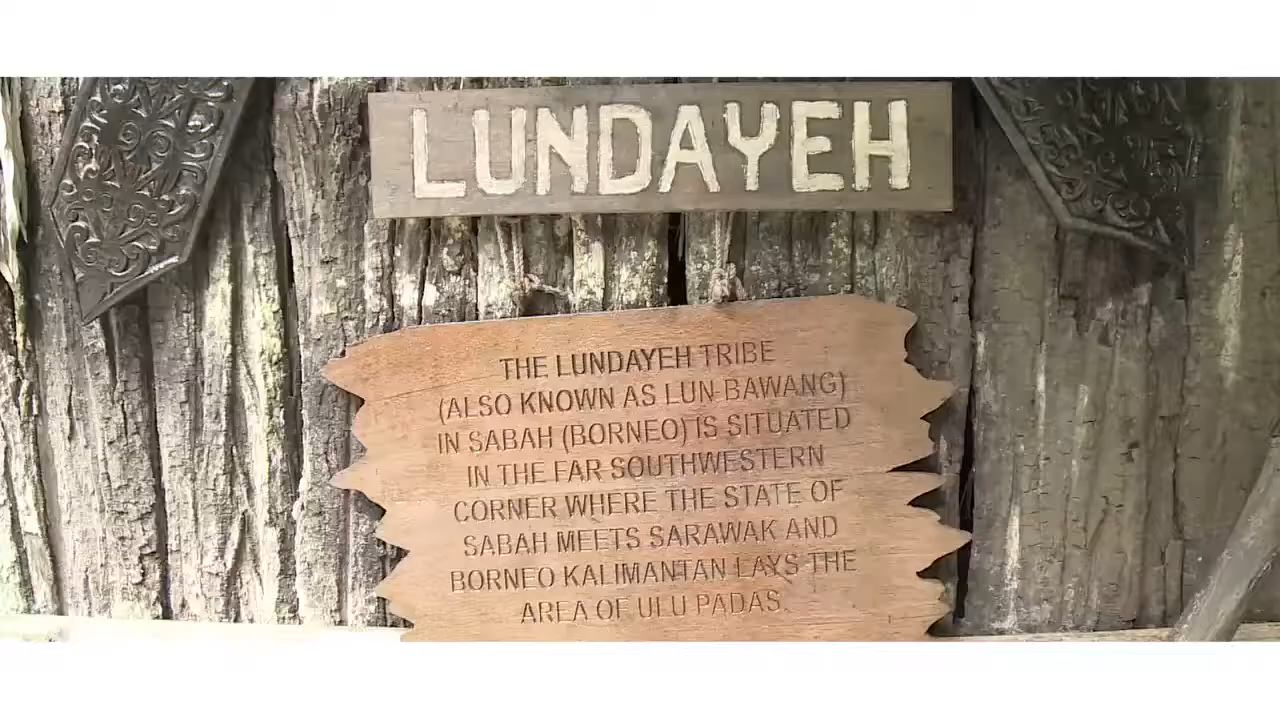 LUNDAYEH
THE LUNDAYEH TRIBE
(ALSO KNOWN AS LUN BAWANG)
IN SABAH (BORNEO) IS SITUATED
IN THE FAR SOUTHWESTERN
CORNER WHERE THE STATE OF
SABAH MEETS SARAWAK AND
BORNEO KALIMANTAN LAYS THE
AREA OF ULU PADAS.